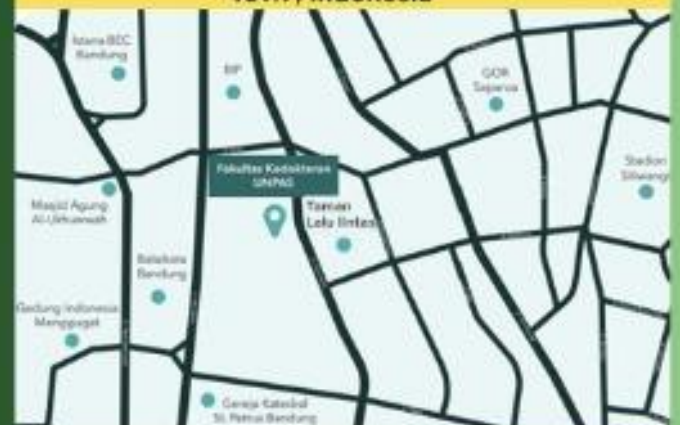 Istana BEC
Bandung
BIP
GOR
Saparua
Fakultas Kedokteran
UNPAS
Stadion
Siliwangi
Masjid Agung
Al-Ukhuwwah
Taman
Lalu lintas
Balaikota
Bandung
Gedung Indonesia
Menggugat
Gereja Katedral
St. Petrus Bandung